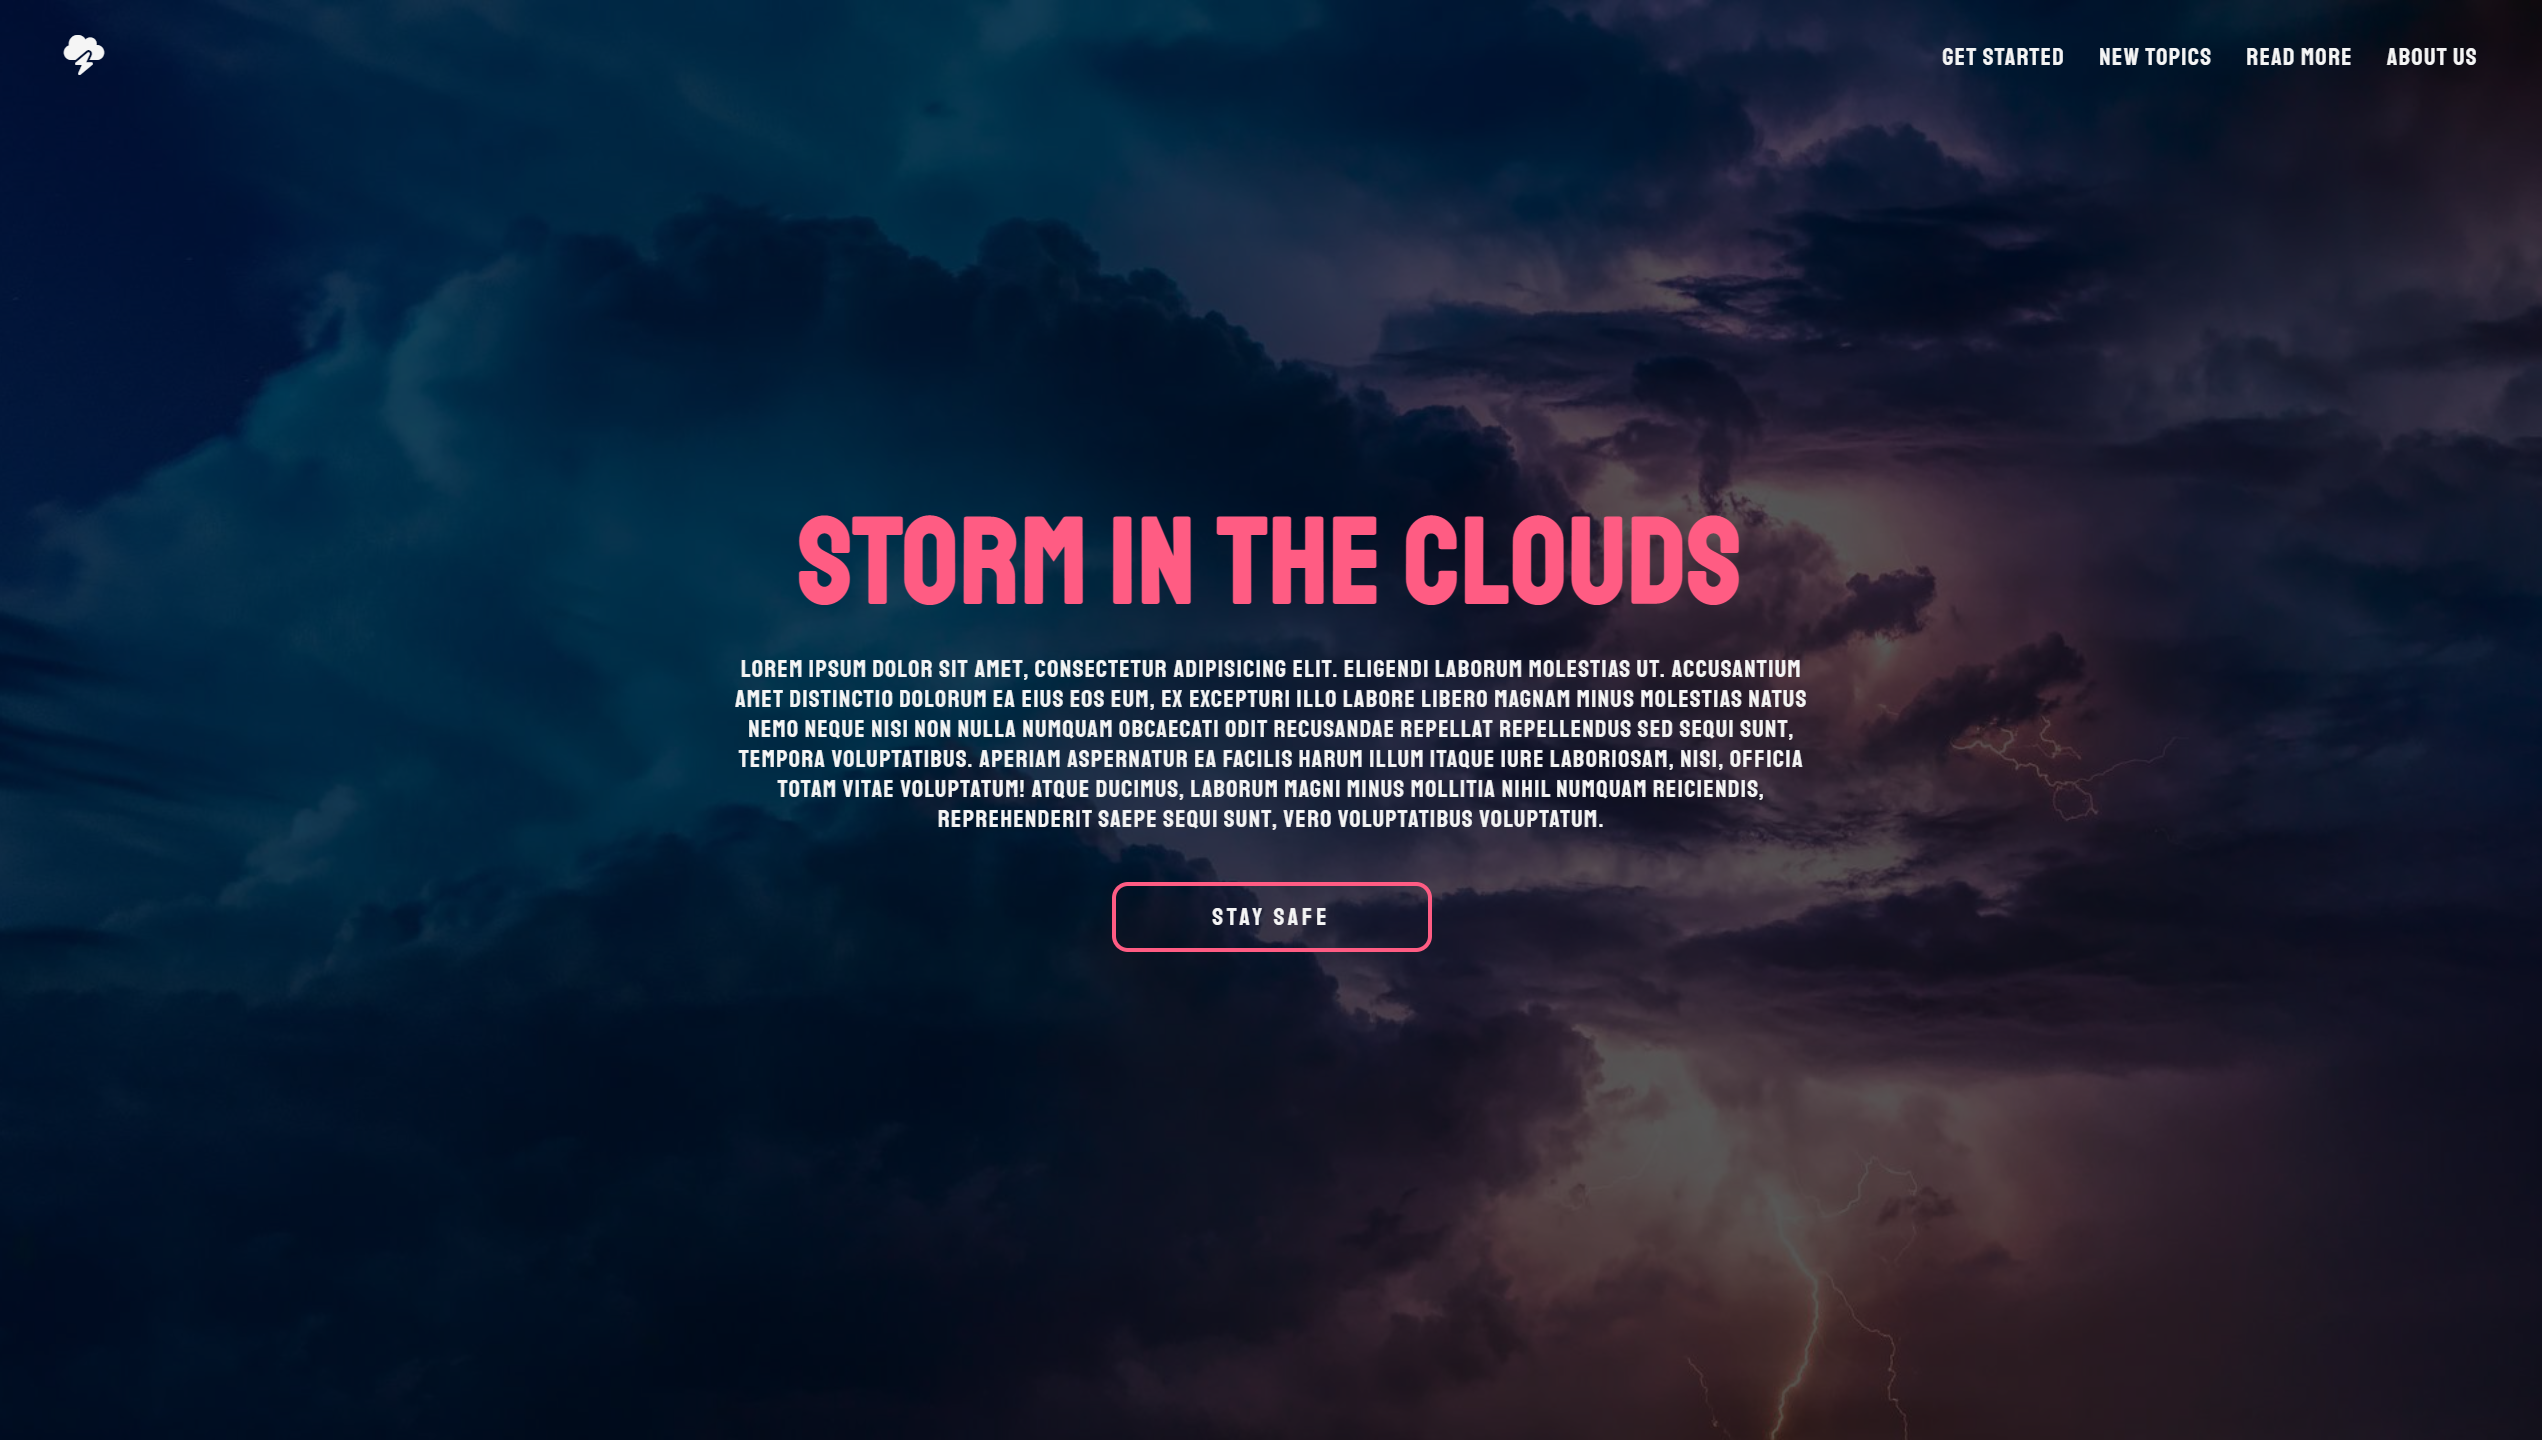 GET STARTED NEW TOPICS READ MORE ABOUT US
STORM IN THE CLOUDS
LOREM IPSUM DOLOR SIT AMET, CONSECTETUR ADIPISICING ELIT. ELIGENDI LABORUM MOLESTIAS UT. ACCUSANTIUM
AMET DISTINCTIO DOLORUM EA EIUS EOS EUM, EX EXCEPTURI ILLO LABORE LIBERO MAGNAM MINUS MOLESTIAS NATUS
NEMO NEQUE NISI NON NULLA NUMQUAM OBCAECATI ODIT RECUSANDAE REPELLAT REPELLENDUS SED SEQUI SUNT,
TEMPORA VOLUPTATIBUS. APERIAM ASPERNATUR EA FACILIS HARUM ILLUM ITAQUE IURE LABORIOSAM, NISI, OFFICIA
TOTAM VITAE VOLUPTATUM! ATQUE DUCIMUS, LABORUM MAGNI MINUS MOLLITIA NIHIL NUMQUAM REICIENDIS,
REPREHENDERIT SAEPE SEQUI SUNT, VERO VOLUPTATIBUS VOLUPTATUM.
STAY SAFE